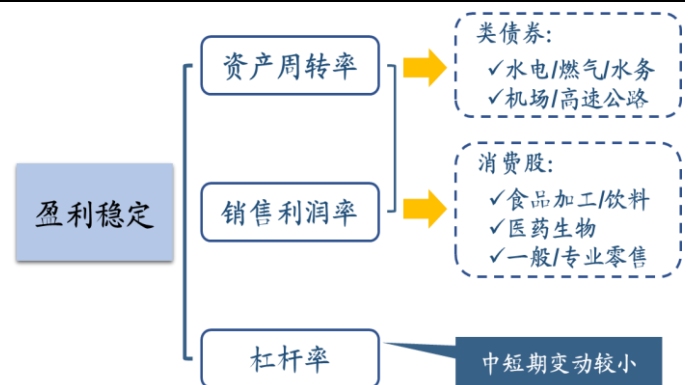 盈利稳定
资产周转率
类债券:
✓水电/燃气/水务
✓机场/高速公路
销售利润率
消费股:
✓食品加工/饮料
✓医药生物
✓一般/专业零售
杠杆率
中短期变动较小